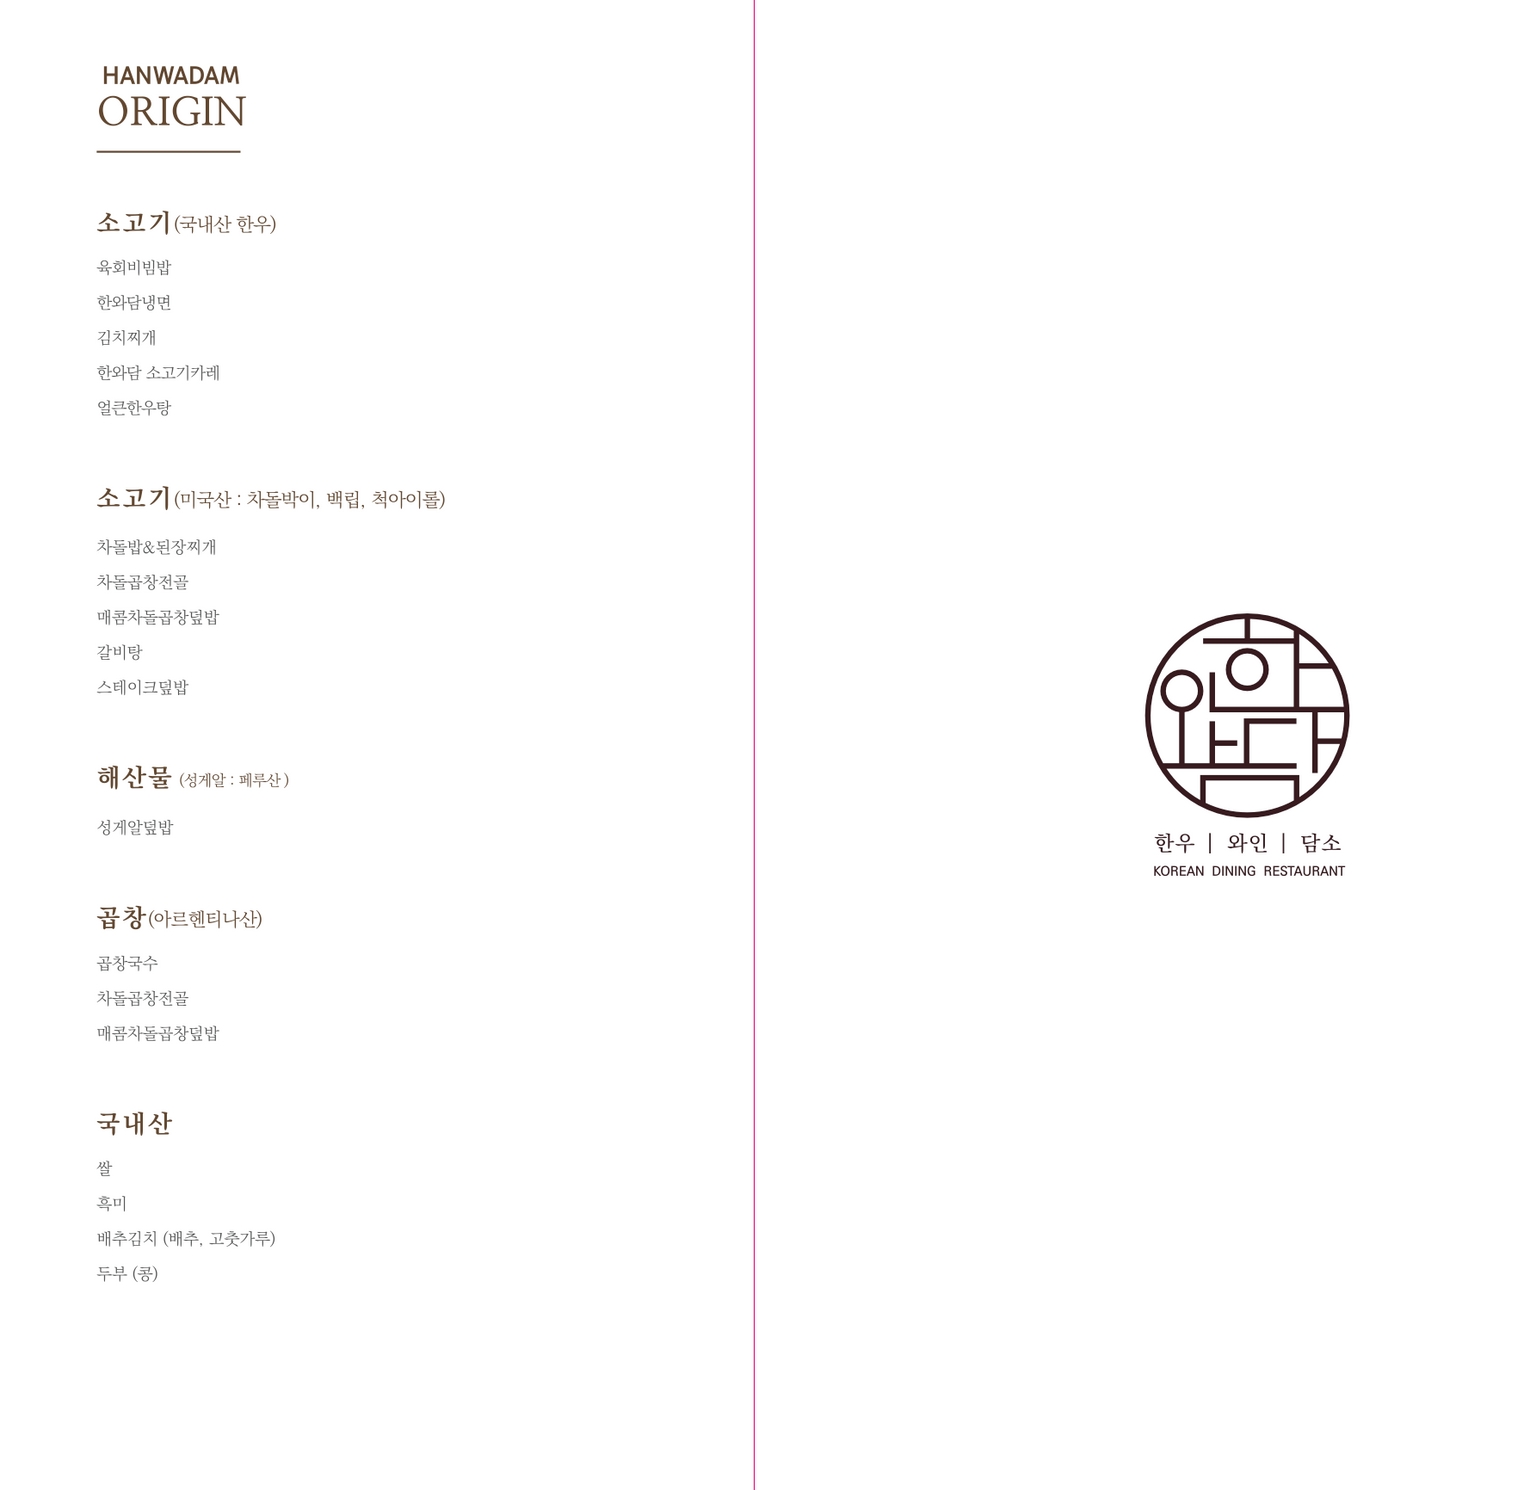 HANWADAM
ORIGIN
소고기(국내산 한우)
육회비빔밥
한와담냉면
김치찌개
한와담 소고기카레
얼큰한우탕
소고기(미국산 : 차돌박이, 백립, 척아이롤)
차돌밥&된장찌개
차돌곱창전골
매콤차돌곱창덮밥
갈비탕
스테이크덮밥
해산물 (성게알 : 페루산 )
성게알덮밥
곱창(아르헨티나산)
곱창국수
차돌곱창전골
매콤차돌곱창덮밥
국내산
쌀
흑미
배추김치 (배추, 고춧가루)
두부 (콩)
한와담
한우 | 와인 | 담소
KOREAN DINING RESTAURANT